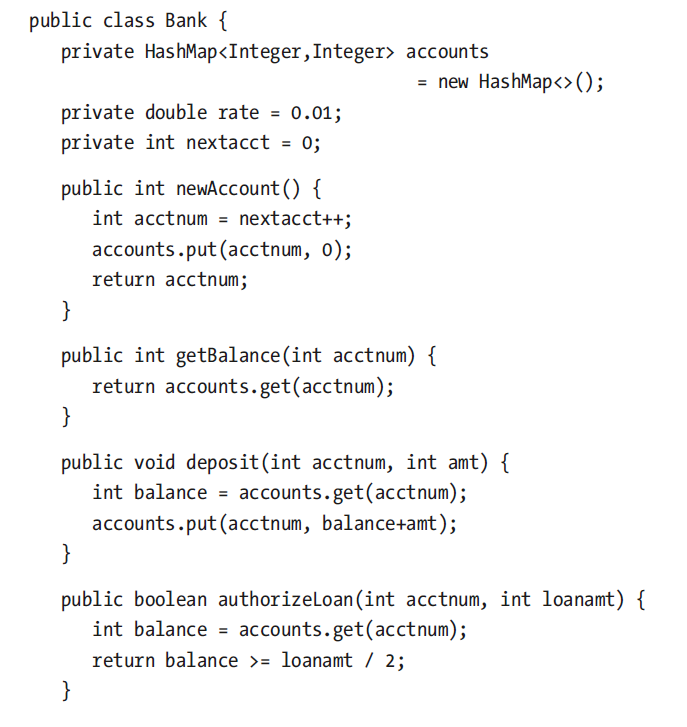 public class Bank {
   private HashMap<Integer,Integer> accounts
                                    = new HashMap<>();
   private double rate = 0.01;
   private int nextacct = 0;
   public int newAccount() {
      int acctnum = nextacct++;
      accounts.put(acctnum, 0);
      return acctnum;
   }
   public int getBalance(int acctnum) {
      return accounts.get(acctnum);
   }
   public void deposit(int acctnum, int amt) {
      int balance = accounts.get(acctnum);
      accounts.put(acctnum, balance+amt);
   }
   public boolean authorizeLoan(int acctnum, int loanamt) {
      int balance = accounts.get(acctnum);
      return balance >= loanamt / 2;
   }